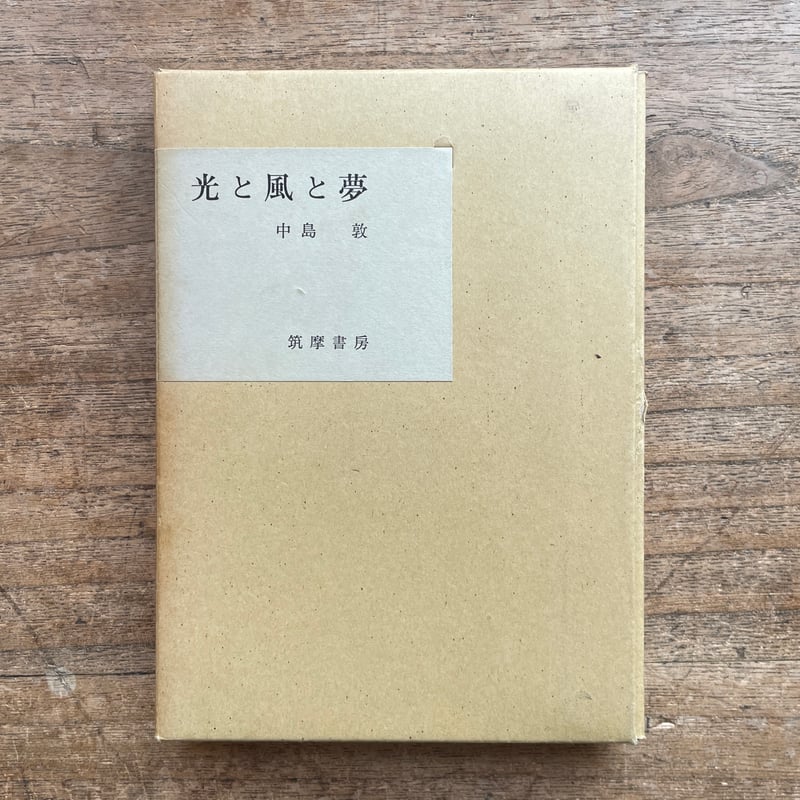 光と風と夢
中島 敦
筑摩書房